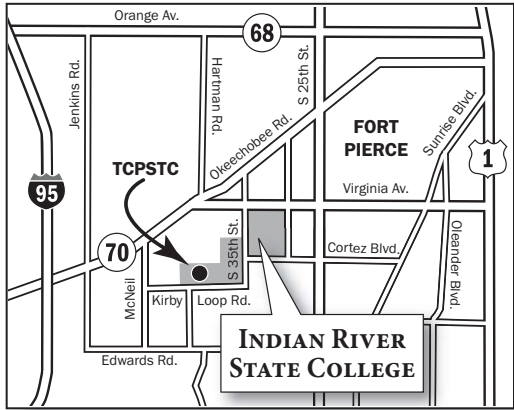 Orange Av.
68
Jenkins Rd.
Hartman Rd.
S 25th St.
Okeechobee Rd.
FORT
PIERCE
Sunrise Blvd.
1
TCPSTC
95
Virginia Av.
70
S 35th St.
Cortez Blvd.
Oleander Blvd.
McNeil
Kirby
Loop Rd.
INDIAN RIVER
STATE COLLEGE
Edwards Rd.